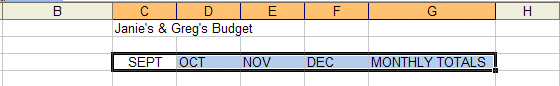 B C D E F G H
Janie's & Greg's Budget
SEPT OCT NOV DEC MONTHLY TOTALS